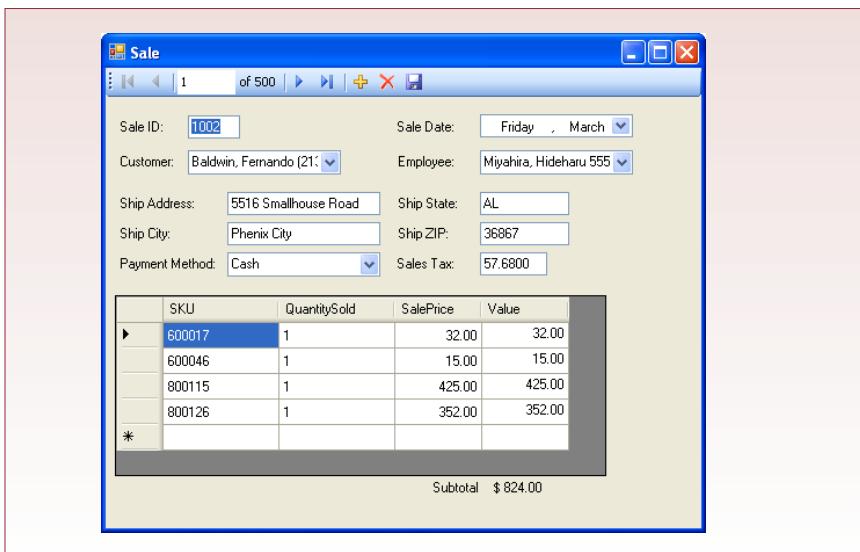 Sale
1 of 500
Sale ID: 1002 Sale Date: Friday , March
Customer: Baldwin, Fernando (21 Employee: Miyahira, Hideharu 555
Ship Address: 5516 Smallhouse Road Ship State: AL
Ship City: Phenix City Ship ZIP: 36867
Payment Method: Cash Sales Tax: 57.6800
SKU QuantitySold SalePrice Value
600017 1 32.00 32.00
600046 1 15.00 15.00
800115 1 425.00 425.00
800126 1 352.00 352.00
Subtotal $ 824.00